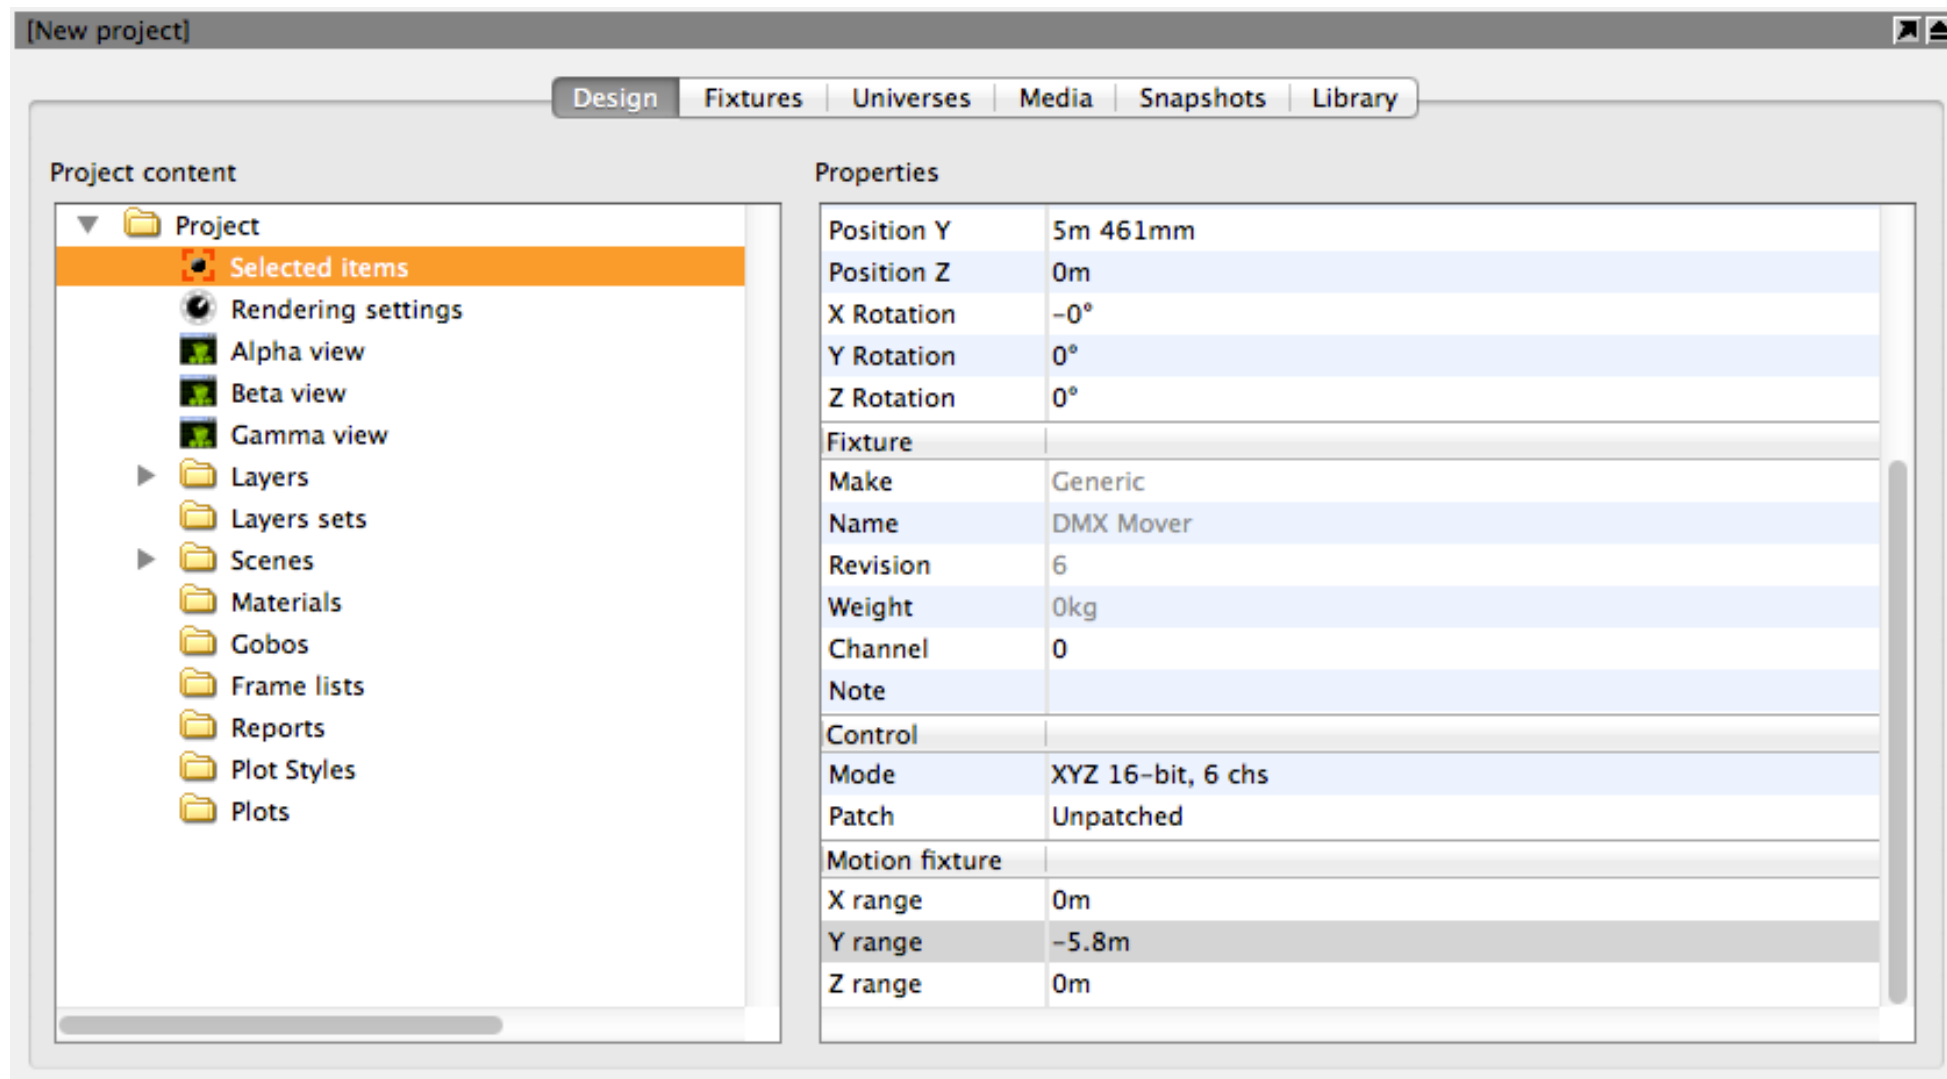 [New project]
Design Fixtures Universes Media Snapshots Library
Project content
Project
Selected items
Rendering settings
Alpha view
Beta view
Gamma view
Layers
Layers sets
Scenes
Materials
Gobos
Frame lists
Reports
Plot Styles
Plots
Properties
Position Y 5m 461mm
Position Z 0m
X Rotation -0°
Y Rotation 0°
Z Rotation 0°
Fixture
Make Generic
Name DMX Mover
Revision 6
Weight 0kg
Channel 0
Note
Control
Mode XYZ 16-bit, 6 chs
Patch Unpatched
Motion fixture
X range 0m
Y range -5.8m
Z range 0m